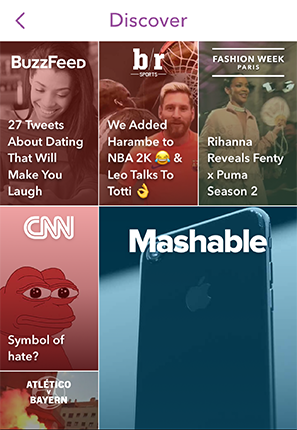 Discover
BuzzFeed
27 Tweets
About Dating
That Will
Make You
Laugh
b/r
SPORTS
We Added
Harambe to
NBA 2K 😂 &
Leo Talks To
Totti 👌
FASHION WEEK
PARIS
Rihanna
Reveals Fenty
x Puma
Season 2
CNN
Symbol of
hate?
Mashable
ATLÉTICO
V
BAYERN